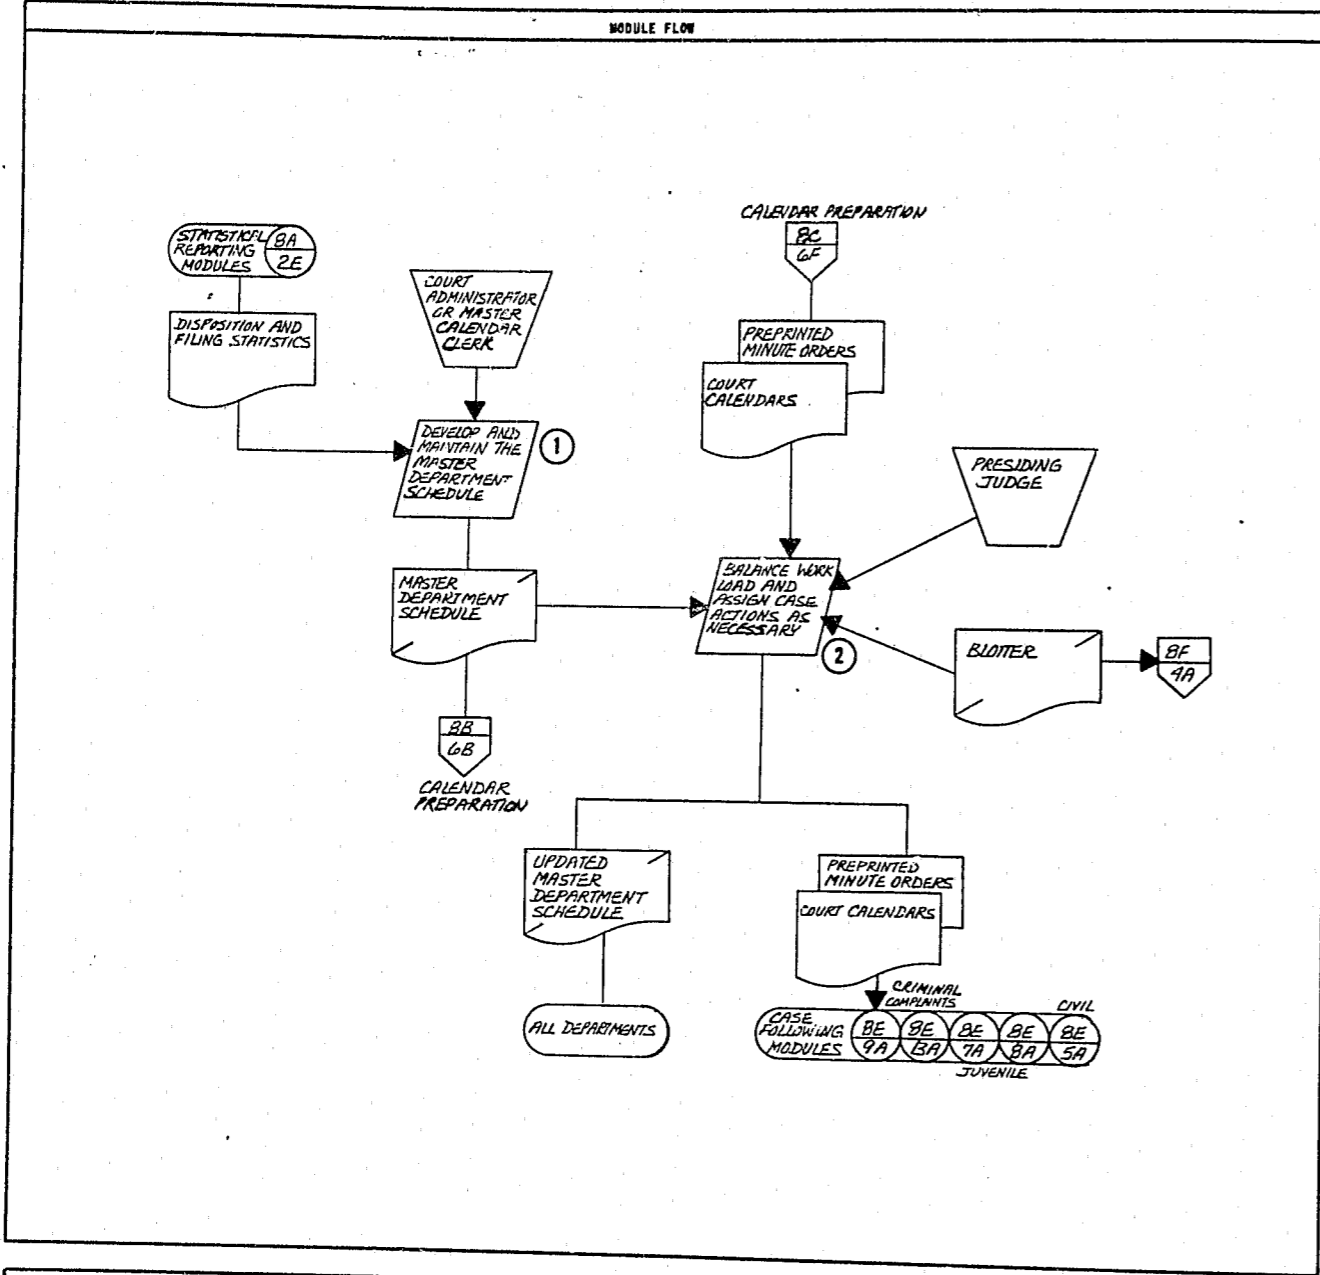 MODULE FLOW
STATISTICAL
REPORTING
MODULES
8A
2E
DISPOSITION AND
FILING STATISTICS
COURT
ADMINISTRATOR
OR MASTER
CALENDAR
CLERK
DEVELOP AND
MAINTAIN THE
MASTER
DEPARTMENT
SCHEDULE
1
MASTER
DEPARTMENT
SCHEDULE
8B
6B
CALENDAR
PREPARATION
CALENDAR PREPARATION
8C
6F
PREPRINTED
MINUTE ORDERS
COURT
CALENDARS
PRESIDING
JUDGE
BALANCE WORK
LOAD AND
ASSIGN CASE
ACTIONS AS
NECESSARY
2
BLOTTER
8F
4A
UPDATED
MASTER
DEPARTMENT
SCHEDULE
ALL DEPARTMENTS
PREPRINTED
MINUTE ORDERS
COURT CALENDARS
CRIMINAL
COMPLAINTS
CIVIL
CASE
FOLLOWING
MODULES
8E 8E 8E 8E 8E
9A 13A 7A 8A 5A
JUVENILE